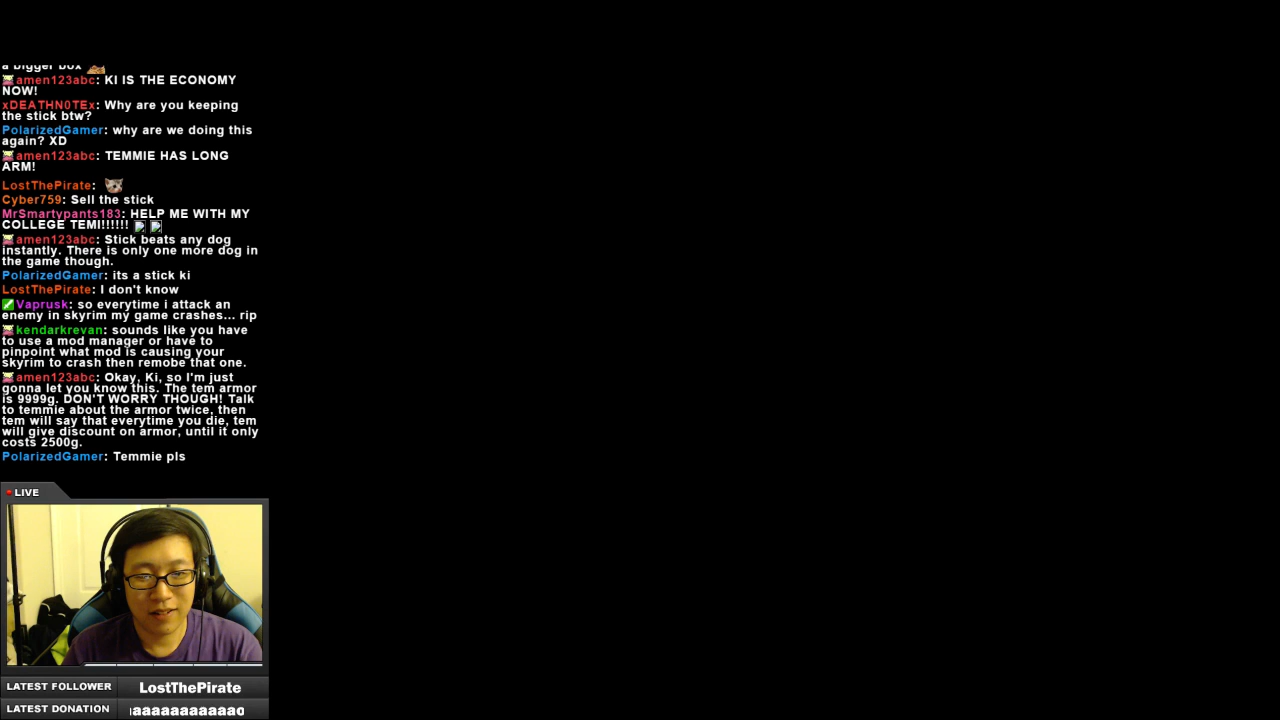 a bigger box
amen123abc: KI IS THE ECONOMY
NOW!
xDEATHN0TEx: Why are you keeping
the stick btw?
PolarizedGamer: why are we doing this
again? XD
amen123abc: TEMMIE HAS LONG
ARM!
LostThePirate:
Cyber759: Sell the stick
MrSmartypants183: HELP ME WITH MY
COLLEGE TEMI!!!!!!
amen123abc: Stick beats any dog
instantly. There is only one more dog in
the game though.
PolarizedGamer: its a stick ki
LostThePirate: I don't know
Vaprusk: so everytime i attack an
enemy in skyrim my game crashes... rip
kendarkrevan: sounds like you have
to use a mod manager or have to
pinpoint what mod is causing your
skyrim to crash then remobe that one.
amen123abc: Okay, Ki, so I'm just
gonna let you know this. The tem armor
is 9999g. DON'T WORRY THOUGH! Talk
to temmie about the armor twice, then
tem will say that everytime you die, tem
will give discount on armor, until it only
costs 2500g.
PolarizedGamer: Temmie pls
LIVE
LATEST FOLLOWER LostThePirate
LATEST DONATION